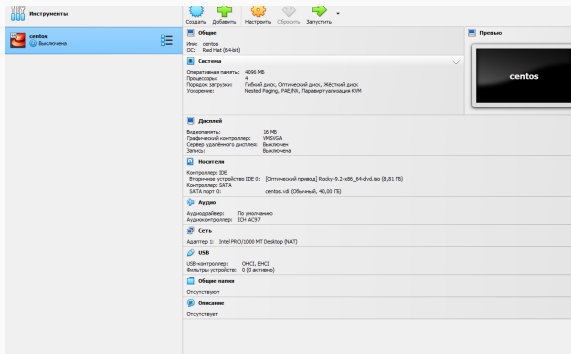 Инструменты
centos
Выключена
Создать Добавить Настроить Сбросить Запустить
Общие
Имя: centos
ОС: Red Hat (64-bit)
Система
Оперативная память: 4096 МБ
Процессоры: 4
Порядок загрузки: Гибкий диск, Оптический диск, Жёсткий диск
Ускорение: Nested Paging, PAE/NX, Паравиртуализация KVM
Превью
centos
Дисплей
Видеопамять: 16 МБ
Графический контроллер: VMSVGA
Сервер удалённого дисплея: Выключен
Запись: Выключена
Носители
Контроллер: IDE
Вторичное устройство IDE 0: [Оптический привод] Rocky-9.2-x86_64-dvd.iso (8,81 ГБ)
Контроллер: SATA
SATA порт 0: centos.vdi (Обычный, 40,00 ГБ)
Аудио
Аудиодрайвер: По умолчанию
Аудиоконтроллер: ICH AC97
Сеть
Адаптер 1: Intel PRO/1000 MT Desktop (NAT)
USB
USB-контроллер: OHCI, EHCI
Фильтры устройств: 0 (0 активно)
Общие папки
Отсутствуют
Описание
Отсутствует